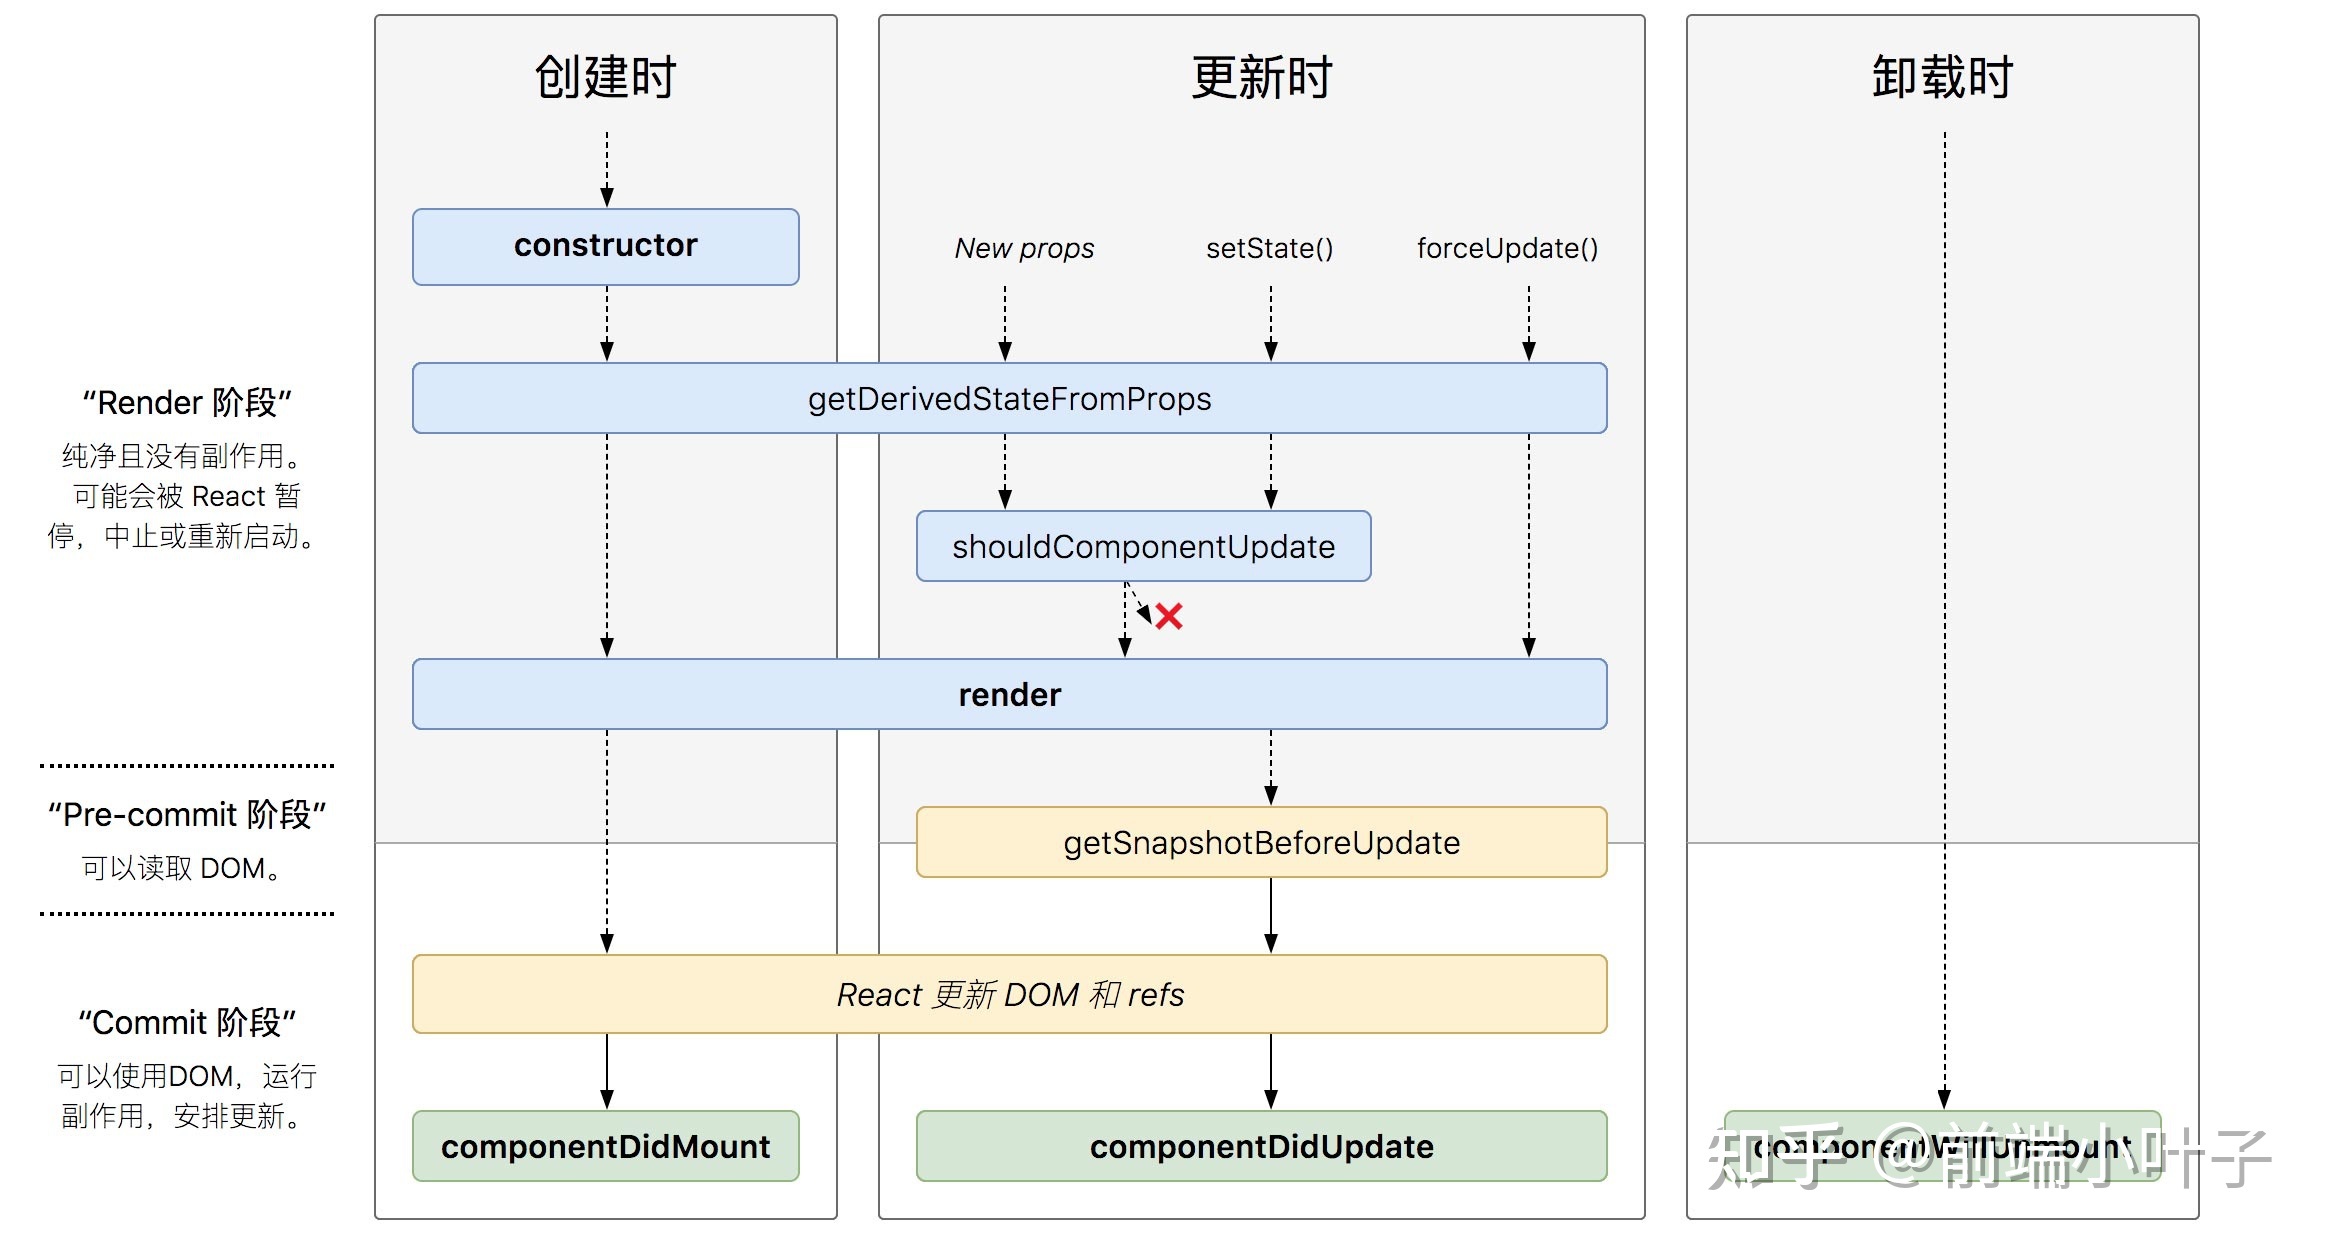 创建时
更新时
卸载时
constructor
New props
setState()
forceUpdate()
getDerivedStateFromProps
“Render 阶段”
纯净且没有副作用。
可能会被 React 暂
停，中止或重新启动。
shouldComponentUpdate
render
“Pre-commit 阶段”
可以读取 DOM。
getSnapshotBeforeUpdate
React 更新 DOM 和 refs
“Commit 阶段”
可以使用DOM，运行
副作用，安排更新。
componentDidMount
componentDidUpdate
componentWillUnmount
知乎 @前端小叶子